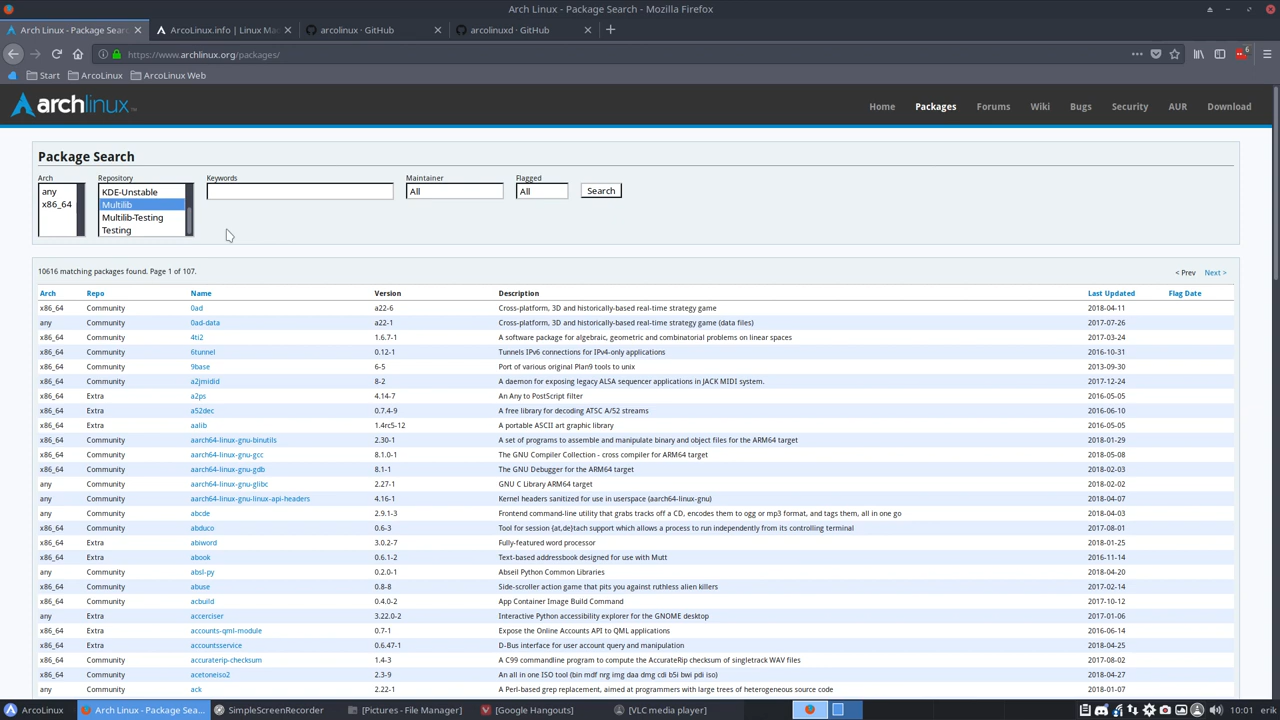 Arch Linux - Package Search - Mozilla Firefox
Arch Linux - Package Searc
ArcoLinux.info | Linux Ma
arcolinux · GitHub
arcolinuxd · GitHub
https://www.archlinux.org/packages/
6
Start
ArcoLinux
ArcoLinux Web
archlinux
Home
Packages
Forums
Wiki
Bugs
Security
AUR
Download
Package Search
Arch Repository Keywords Maintainer Flagged
any
x86_64
KDE-Unstable
Multilib
Multilib-Testing
Testing
All
All
Search
10616 matching packages found. Page 1 of 107.
< Prev Next >
Arch Repo Name Version Description Last Updated Flag Date
x86_64 Community 0ad a22-6 Cross-platform, 3D and historically-based real-time strategy game 2018-04-11
any Community 0ad-data a22-1 Cross-platform, 3D and historically-based real-time strategy game (data files) 2017-07-26
x86_64 Community 4ti2 1.6.7-1 A software package for algebraic, geometric and combinatorial problems on linear spaces 2017-03-24
x86_64 Community 6tunnel 0.12-1 Tunnels IPv6 connections for IPv4-only applications 2016-10-31
x86_64 Community 9base 6-5 Port of various original Plan9 tools to unix 2013-09-30
x86_64 Community a2jmidid 8-2 A daemon for exposing legacy ALSA sequencer applications in JACK MIDI system. 2017-12-24
x86_64 Extra a2ps 4.14-7 An Any to PostScript filter 2016-05-05
x86_64 Extra a52dec 0.7.4-9 A free library for decoding ATSC A/52 streams 2016-06-10
x86_64 Extra aalib 1.4rc5-12 A portable ASCII art graphic library 2016-05-05
x86_64 Community aarch64-linux-gnu-binutils 2.30-1 A set of programs to assemble and manipulate binary and object files for the ARM64 target 2018-01-29
x86_64 Community aarch64-linux-gnu-gcc 8.1.0-1 The GNU Compiler Collection - cross compiler for ARM64 target 2018-05-08
x86_64 Community aarch64-linux-gnu-gdb 8.1-1 The GNU Debugger for the ARM64 target 2018-02-03
any Community aarch64-linux-gnu-glibc 2.27-1 GNU C Library ARM64 target 2018-02-02
any Community aarch64-linux-gnu-linux-api-headers 4.16-1 Kernel headers sanitized for use in userspace (aarch64-linux-gnu) 2018-04-07
any Community abcde 2.9.1-3 Frontend command-line utility that grabs tracks off a CD, encodes them to ogg or mp3 format, and tags them, all in one go 2018-04-03
x86_64 Community abduco 0.6-3 Tool for session {at,de}tach support which allows a process to run independently from its controlling terminal 2017-08-01
x86_64 Extra abiword 3.0.2-7 Fully-featured word processor 2018-01-25
x86_64 Extra abook 0.6.1-2 Text-based addressbook designed for use with Mutt 2016-11-14
any Community absl-py 0.2.0-1 Abseil Python Common Libraries 2018-04-20
x86_64 Community abuse 0.8-8 Side-scroller action game that pits you against ruthless alien killers 2017-02-14
x86_64 Community acbuild 0.4.0-2 App Container Image Build Command 2017-10-12
any Extra accerciser 3.22.0-2 Interactive Python accessibility explorer for the GNOME desktop 2017-01-06
x86_64 Community accounts-qml-module 0.7-1 Expose the Online Accounts API to QML applications 2016-06-14
x86_64 Extra accountsservice 0.6.47-1 D-Bus interface for user account query and manipulation 2018-04-25
x86_64 Community accuraterip-checksum 1.4-3 A C99 commandline program to compute the AccurateRip checksum of singletrack WAV files 2017-08-02
x86_64 Community acetoneiso2 2.3-9 An all in one ISO tool (bin mdf nrg img daa dmg cdi b5i bwi pdi iso) 2018-04-27
any Community ack 2.22-1 A Perl-based grep replacement, aimed at programmers with large trees of heterogeneous source code 2018-01-07
ArcoLinux
Arch Linux - Package Sea...
SimpleScreenRecorder
[Pictures - File Manager]
[Google Hangouts]
[VLC media player]
10:01 erik